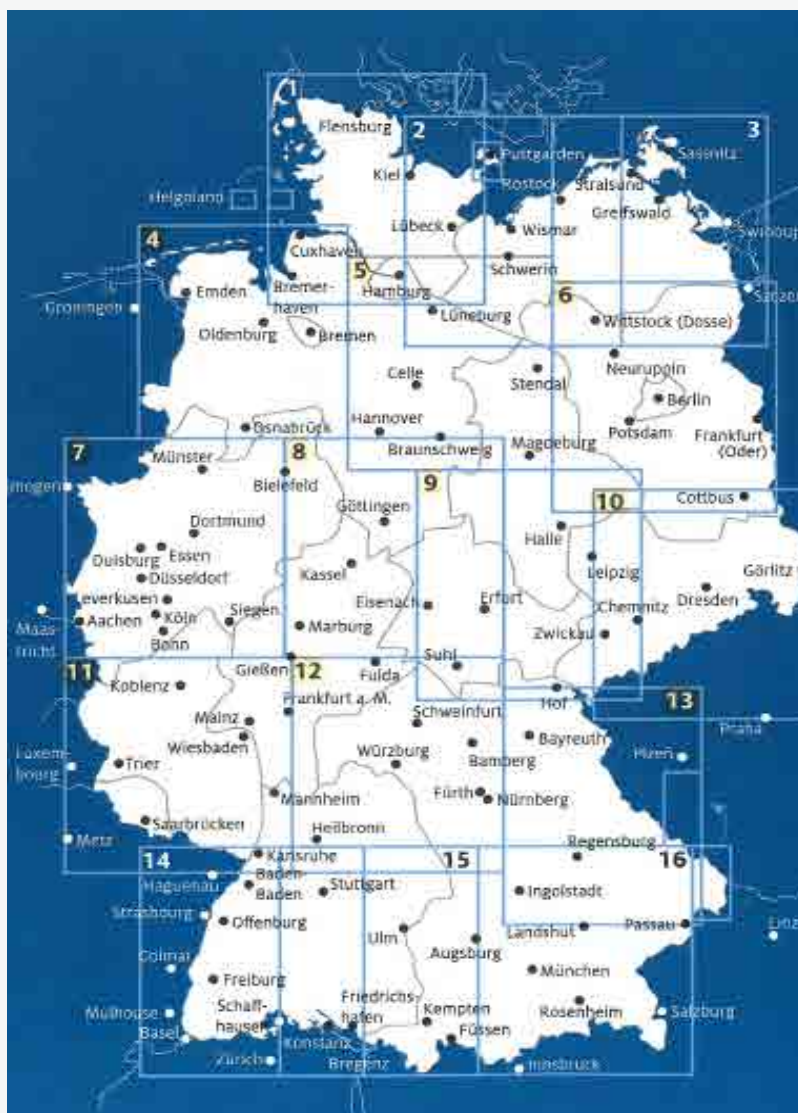 1
Flensburg
2
3
Puttgarden
Sassnitz
Kiel
Rostock
Stralsund
Helgoland
Greifswald
Lübeck
Wismar
4
Cuxhaven
Schwerin
5
Bremer-
haven
Hamburg
6
Emden
Groningen
Lüneburg
Wittstock (Dosse)
Oldenburg
Bremen
Neuruppin
Celle
Stendal
Berlin
Hannover
Potsdam
Frankfurt
(Oder)
Osnabrück
Braunschweig
Magdeburg
7
Münster
8
Bielefeld
9
10
Cottbus
Göttingen
Dortmund
Halle
Duisburg
Essen
Kassel
Leipzig
Görlitz
Düsseldorf
Dresden
Leverkusen
Eisenach
Erfurt
Chemnitz
Maas
tricht
Aachen
Köln
Siegen
Marburg
Zwickau
Bonn
11
Gießen
12
Fulda
Suhl
Koblenz
Hof
13
Frankfurt a. M.
Mainz
Schweinfurt
Praha
Wiesbaden
Bayreuth
Plzeň
Luxem-
bourg
Trier
Würzburg
Bamberg
Mannheim
Fürth
Nürnberg
Saarbrücken
Metz
Heilbronn
14
Karlsruhe
15
Regensburg
16
Haguenau
Baden-
Baden
Stuttgart
Ingolstadt
Strasbourg
Offenburg
Ulm
Augsburg
Landshut
Passau
Linz
Colmar
München
Freiburg
Mulhouse
Schaff-
hausen
Friedrichs-
hafen
Kempten
Rosenheim
Salzburg
Basel
Konstanz
Füssen
Zürich
Bregenz
Innsbruck